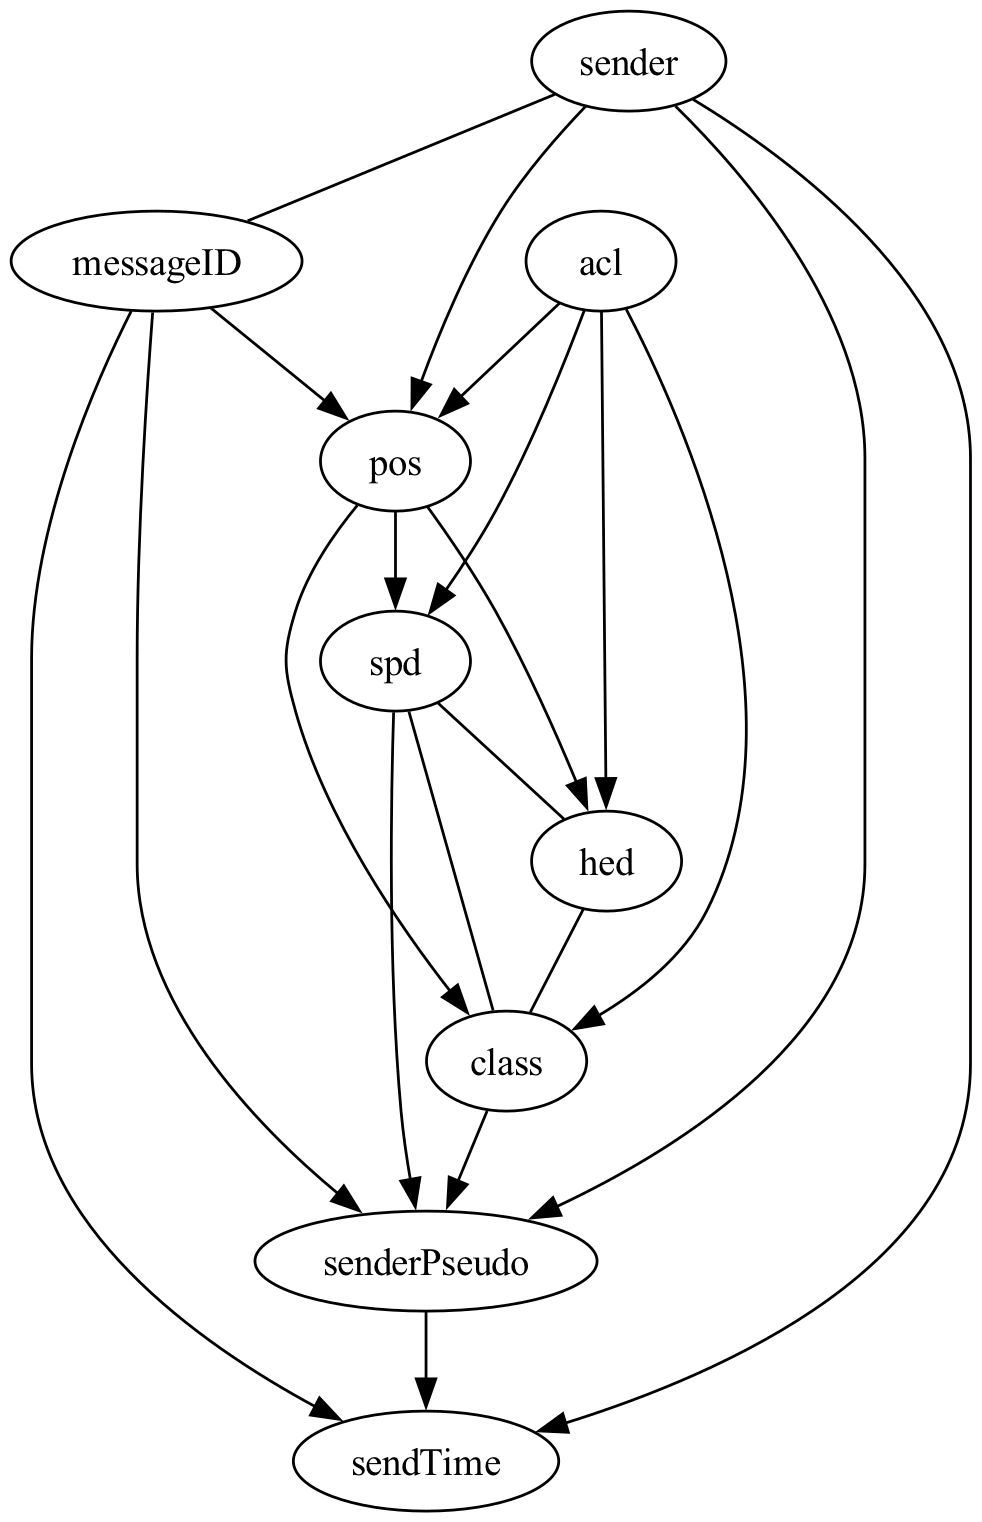 sender
messageID
acl
pos
spd
hed
class
senderPseudo
sendTime